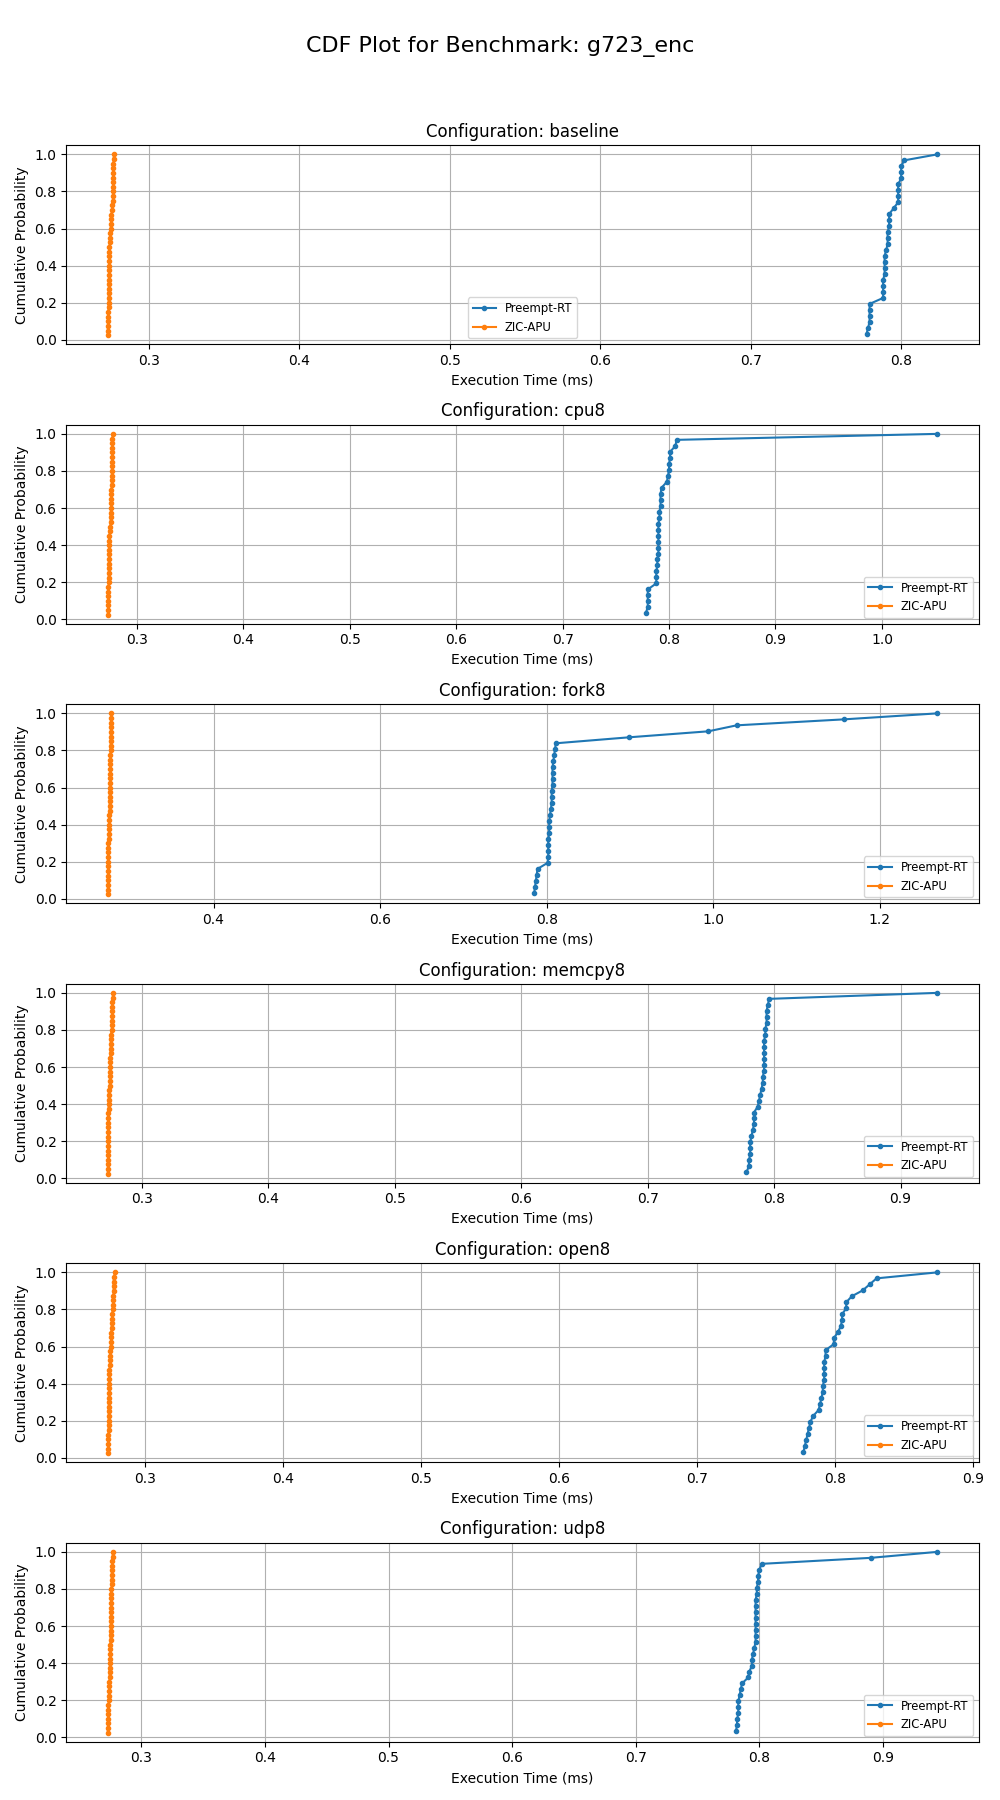 CDF Plot for Benchmark: g723_enc
Configuration: baseline
Cumulative Probability
1.0
0.8
0.6
0.4
0.2
0.0
Preempt-RT
ZIC-APU
0.3 0.4 0.5 0.6 0.7 0.8
Execution Time (ms)
Configuration: cpu8
Cumulative Probability
1.0
0.8
0.6
0.4
0.2
0.0
Preempt-RT
ZIC-APU
0.3 0.4 0.5 0.6 0.7 0.8 0.9 1.0
Execution Time (ms)
Configuration: fork8
Cumulative Probability
1.0
0.8
0.6
0.4
0.2
0.0
Preempt-RT
ZIC-APU
0.4 0.6 0.8 1.0 1.2
Execution Time (ms)
Configuration: memcpy8
Cumulative Probability
1.0
0.8
0.6
0.4
0.2
0.0
Preempt-RT
ZIC-APU
0.3 0.4 0.5 0.6 0.7 0.8 0.9
Execution Time (ms)
Configuration: open8
Cumulative Probability
1.0
0.8
0.6
0.4
0.2
0.0
Preempt-RT
ZIC-APU
0.3 0.4 0.5 0.6 0.7 0.8 0.9
Execution Time (ms)
Configuration: udp8
Cumulative Probability
1.0
0.8
0.6
0.4
0.2
0.0
Preempt-RT
ZIC-APU
0.3 0.4 0.5 0.6 0.7 0.8 0.9
Execution Time (ms)